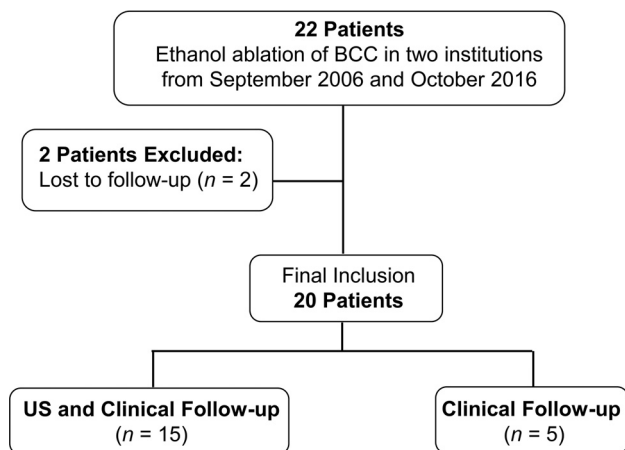 22 Patients
Ethanol ablation of BCC in two institutions
from September 2006 and October 2016
2 Patients Excluded:
Lost to follow-up (n = 2)
Final Inclusion
20 Patients
US and Clinical Follow-up
(n = 15)
Clinical Follow-up
(n = 5)